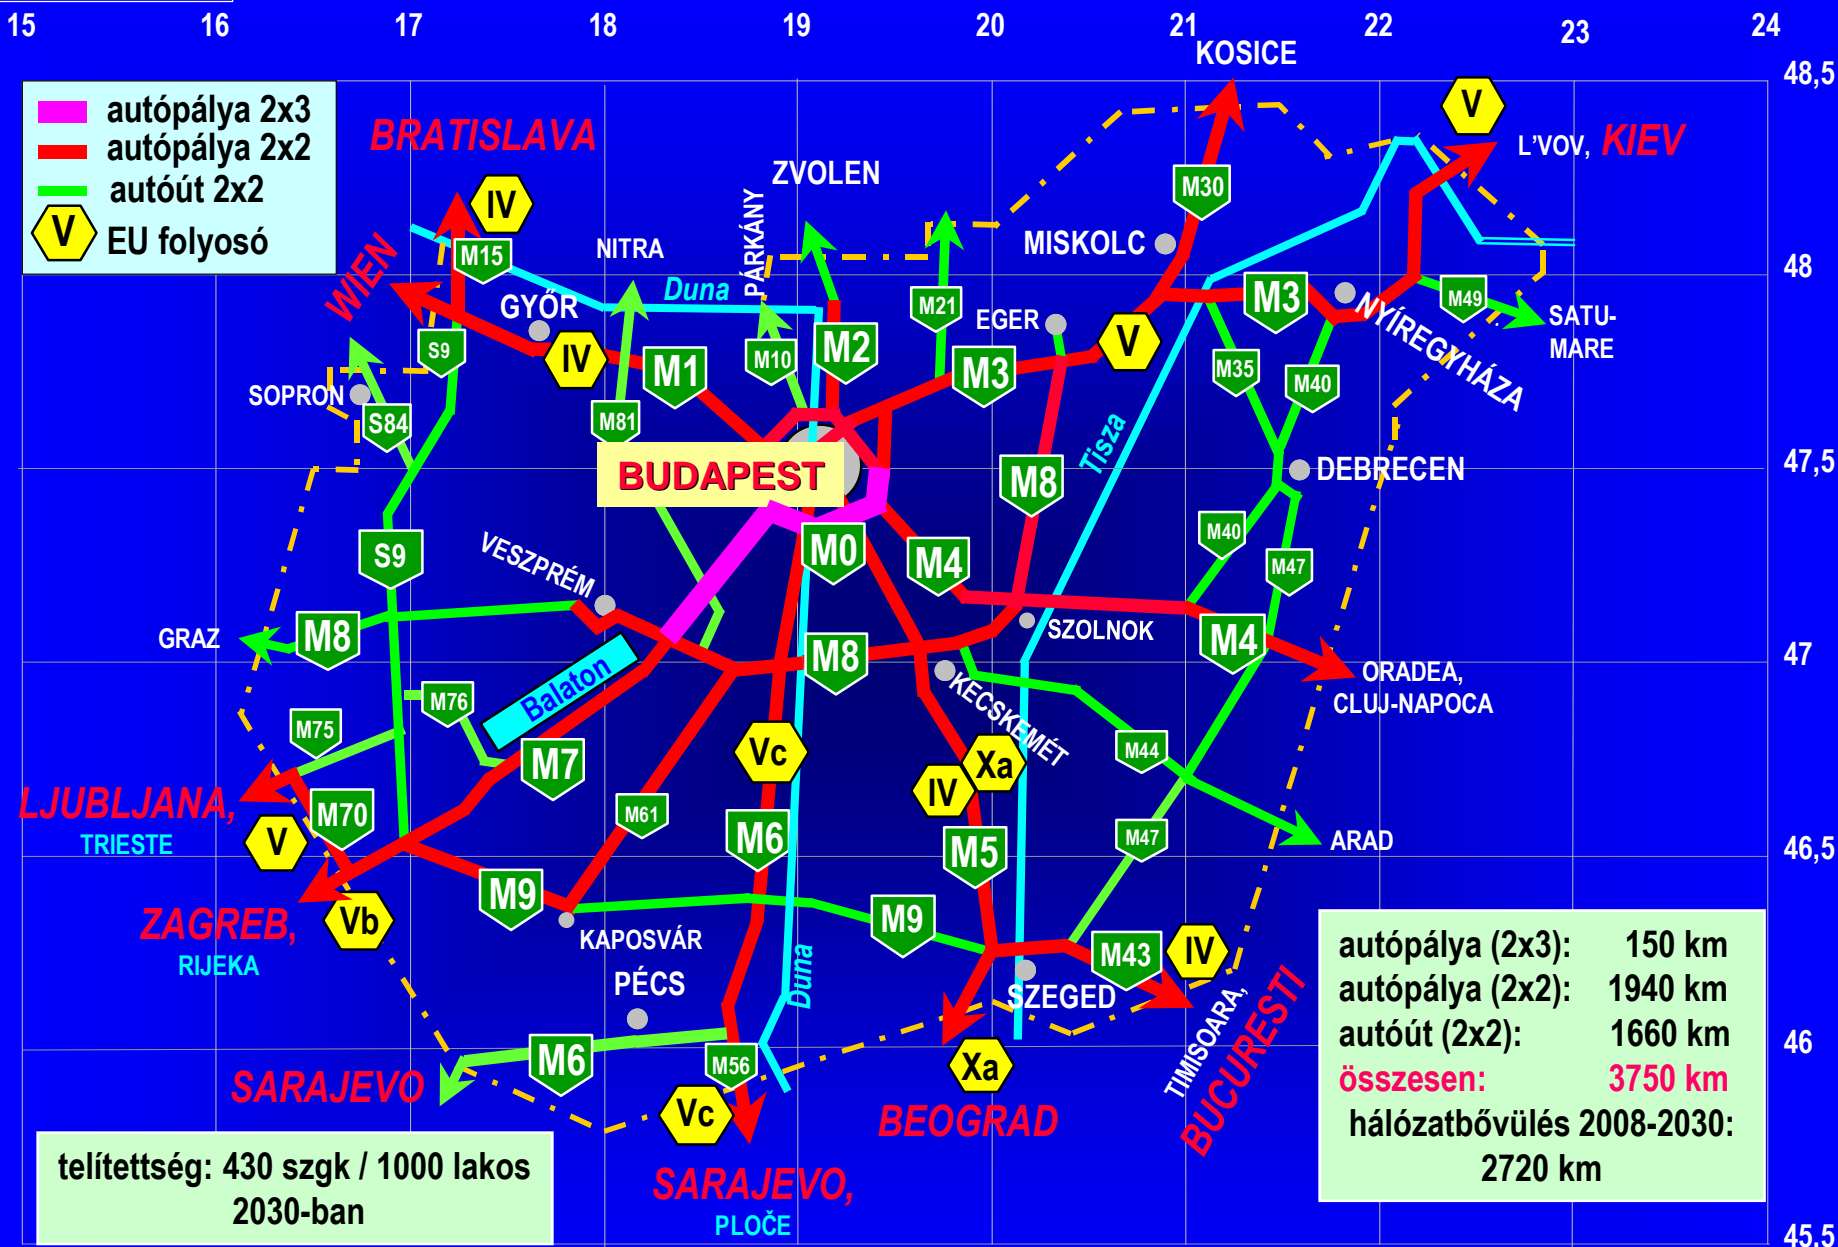 15 16 17 18 19 20 21 22 23 24
KOSICE
48,5
autópálya 2x3
autópálya 2x2
autóút 2x2
V EU folyosó
BRATISLAVA
V
L'VOV, KIEV
ZVOLEN
M30
IV
PÁRKÁNY
MISKOLC
NITRA
M15
WIEN
48
Duna
GYŐR
M21
EGER
M3
NYÍREGYHÁZA
M49
SATU-
MARE
S9
IV
M1
M10
M2
M3
V
M35
M40
SOPRON
S84
M81
Tisza
BUDAPEST
M8
DEBRECEN
47,5
S9
VESZPRÉM
M0
M4
M40
M47
GRAZ
M8
SZOLNOK
M4
M8
47
ORADEA,
CLUJ-NAPOCA
Balaton
M76
KECSKEMÉT
M75
M7
Vc
Xa
IV
M44
LJUBLJANA,
TRIESTE
M70
V
M61
M6
M5
M47
ARAD
46,5
M9
M9
ZAGREB,
RIJEKA
Vb
KAPOSVÁR
Duna
M43
IV
PÉCS
SZEGED
TIMISOARA,
BUCURESTI
autópálya (2x3): 150 km
autópálya (2x2): 1940 km
autóút (2x2): 1660 km
összesen: 3750 km
hálózatbővülés 2008-2030:
2720 km
46
M6
M56
Xa
SARAJEVO
Vc
BEOGRAD
telítettség: 430 szgk / 1000 lakos
2030-ban
SARAJEVO,
PLOČE
45,5